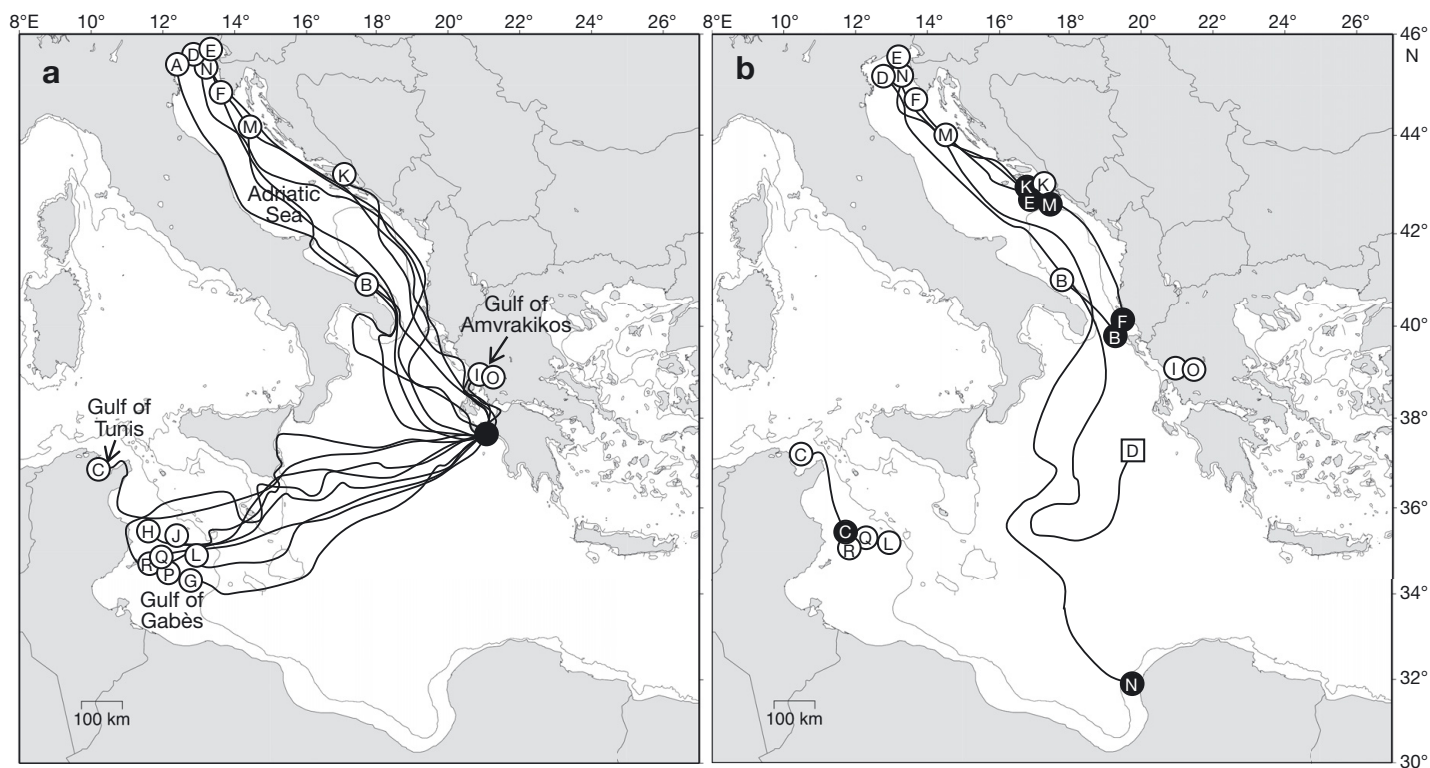 8°E 10° 12° 14° 16° 18° 20° 22° 24° 26° 8°E 10° 12° 14° 16° 18° 20° 22° 24° 26° 46°
N
a
A D E
N
F
M
K
Adriatic
Sea
B
Gulf of
Amvrakikos
I O
Gulf of
Tunis
C
H J
R Q L
P G
Gulf of
Gabès
100 km
b
E
D N
F
M
K K
E M
B
F
B
I O
C
D
C Q L
R
N
100 km
44°
42°
40°
38°
36°
34°
32°
30°